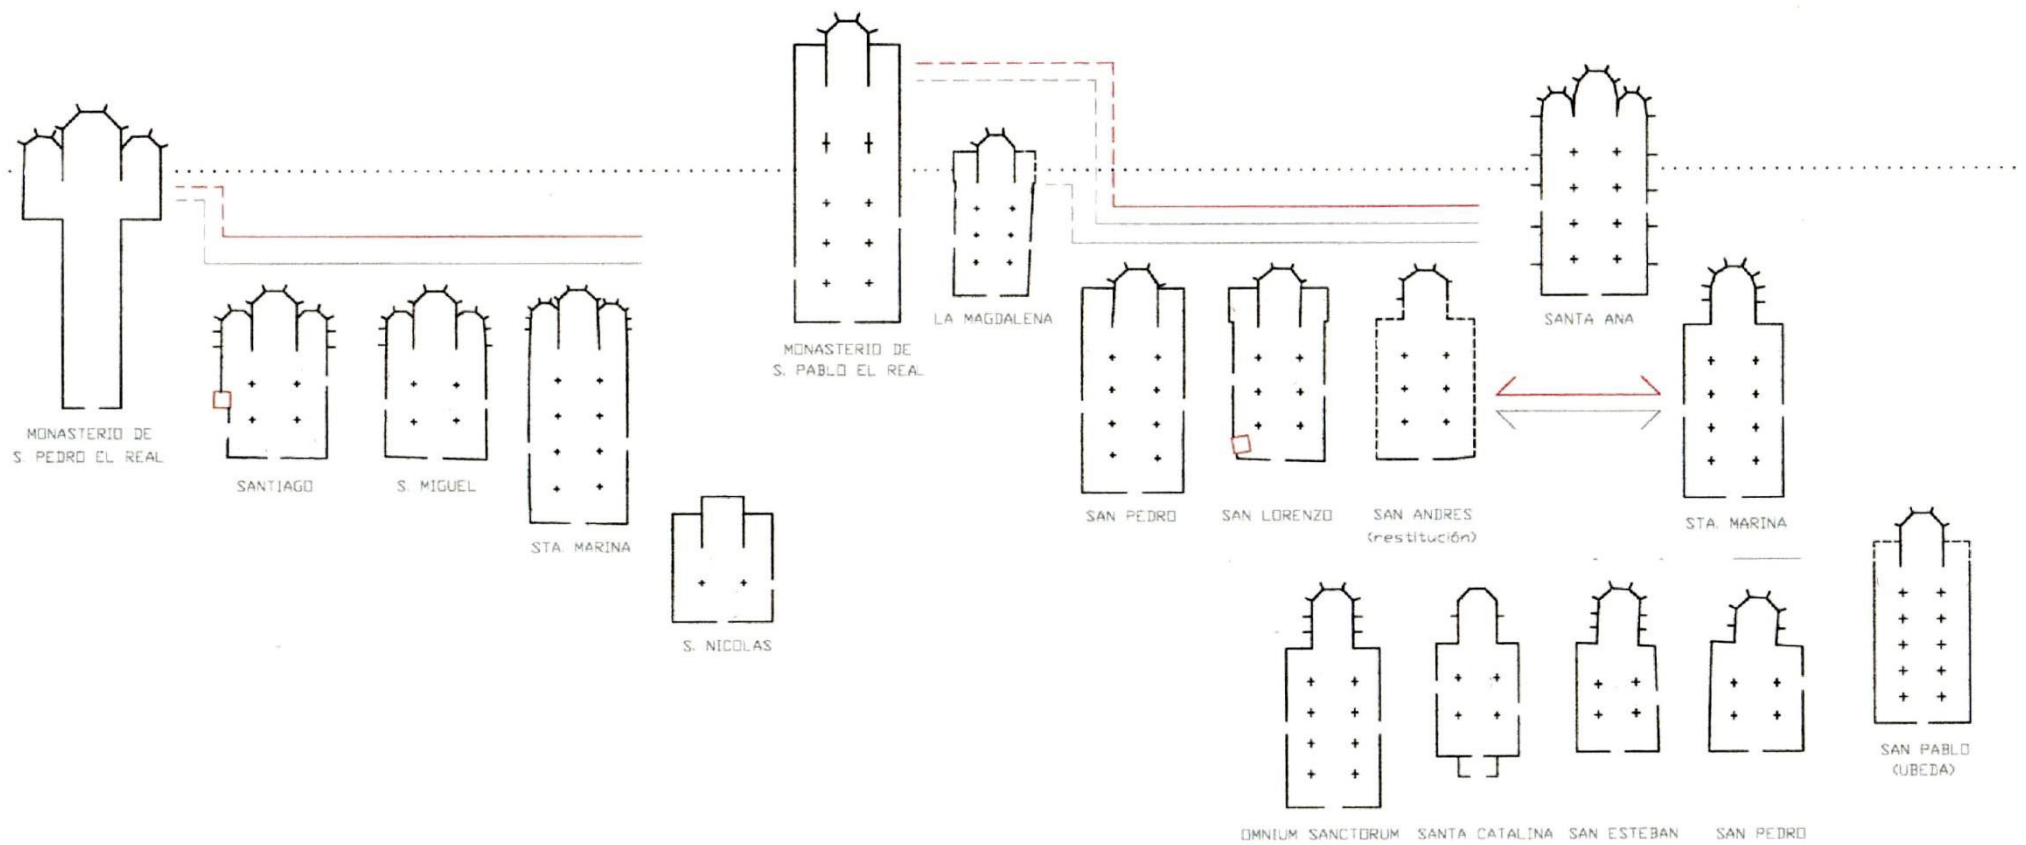 MONASTERIO DE
S. PEDRO EL REAL
SANTIAGO
S. MIGUEL
STA. MARINA
S. NICOLAS
MONASTERIO DE
S. PABLO EL REAL
LA MAGDALENA
SAN PEDRO
SAN LORENZO
SAN ANDRES
(restitución)
SANTA ANA
STA. MARINA
OMNIUM SANCTORUM
SANTA CATALINA
SAN ESTEBAN
SAN PEDRO
SAN PABLO
(UBEDA)